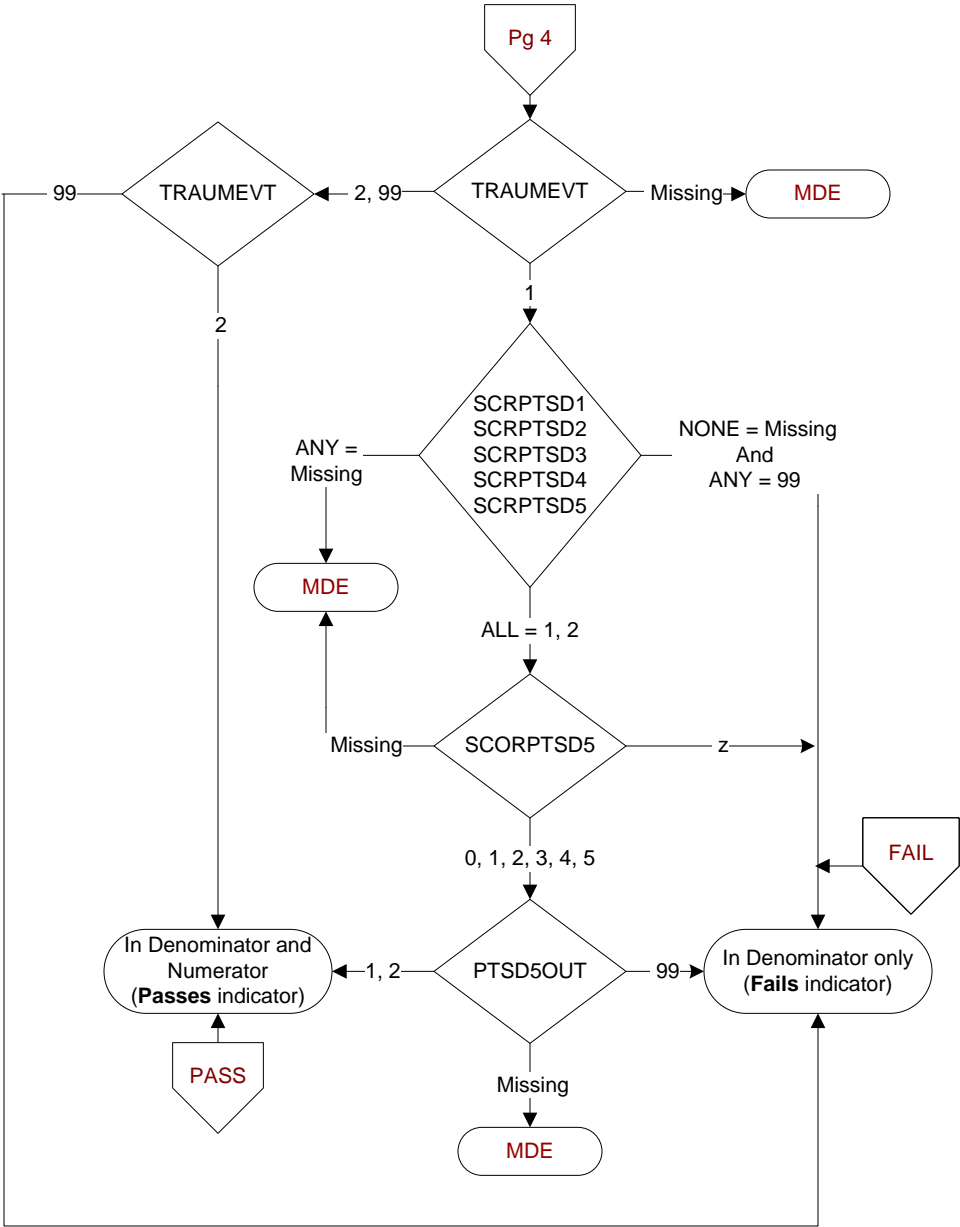 Pg 4
99
TRAUMEVT
2, 99
TRAUMEVT
Missing
MDE
1
2
SCRPTSD1
SCRPTSD2
SCRPTSD3
SCRPTSD4
SCRPTSD5
ANY =
Missing
NONE = Missing
And
ANY = 99
MDE
ALL = 1, 2
Missing
SCORPTSD5
z
0, 1, 2, 3, 4, 5
FAIL
In Denominator and
Numerator
(Passes indicator)
1, 2
PTSD5OUT
99
In Denominator only
(Fails indicator)
PASS
Missing
MDE